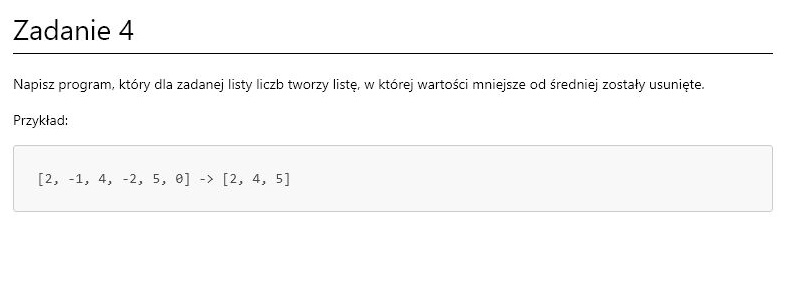 Zadanie 4
Napisz program, który dla zadanej listy liczb tworzy listę, w której wartości mniejsze od średniej zostały usunięte.
Przykład:
[2, -1, 4, -2, 5, 0] -> [2, 4, 5]